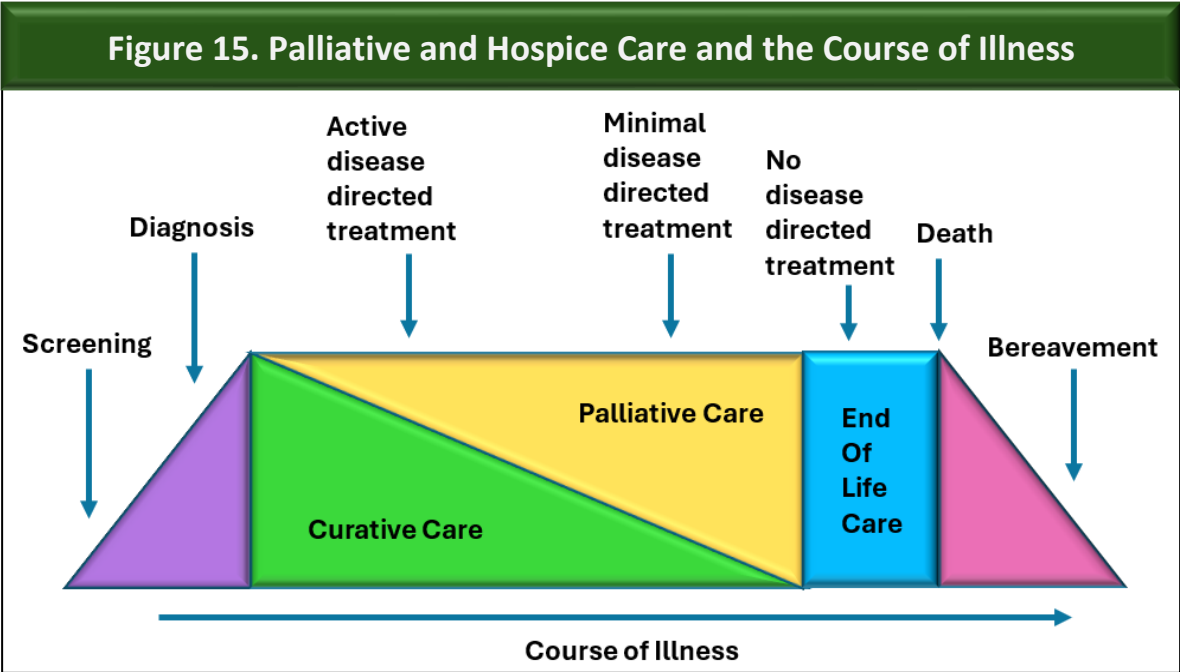 Figure 15. Palliative and Hospice Care and the Course of Illness
Screening
Diagnosis
Active
disease
directed
treatment
Minimal
disease
directed
treatment
No
disease
directed
treatment
Death
Bereavement
Curative Care
Palliative Care
End
Of
Life
Care
Course of Illness